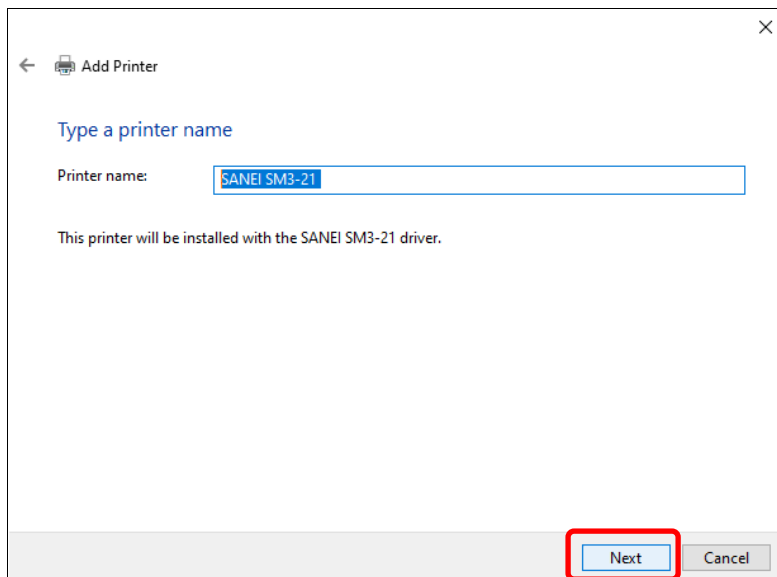 Add Printer
Type a printer name
Printer name: SANEI SM3-21
This printer will be installed with the SANEI SM3-21 driver.
Next Cancel